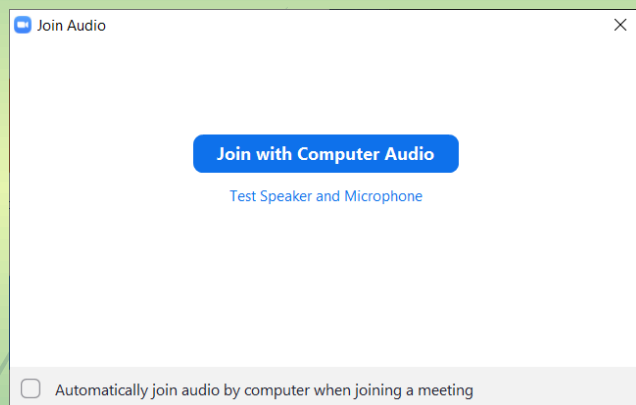 Join Audio
Join with Computer Audio
Test Speaker and Microphone
Automatically join audio by computer when joining a meeting